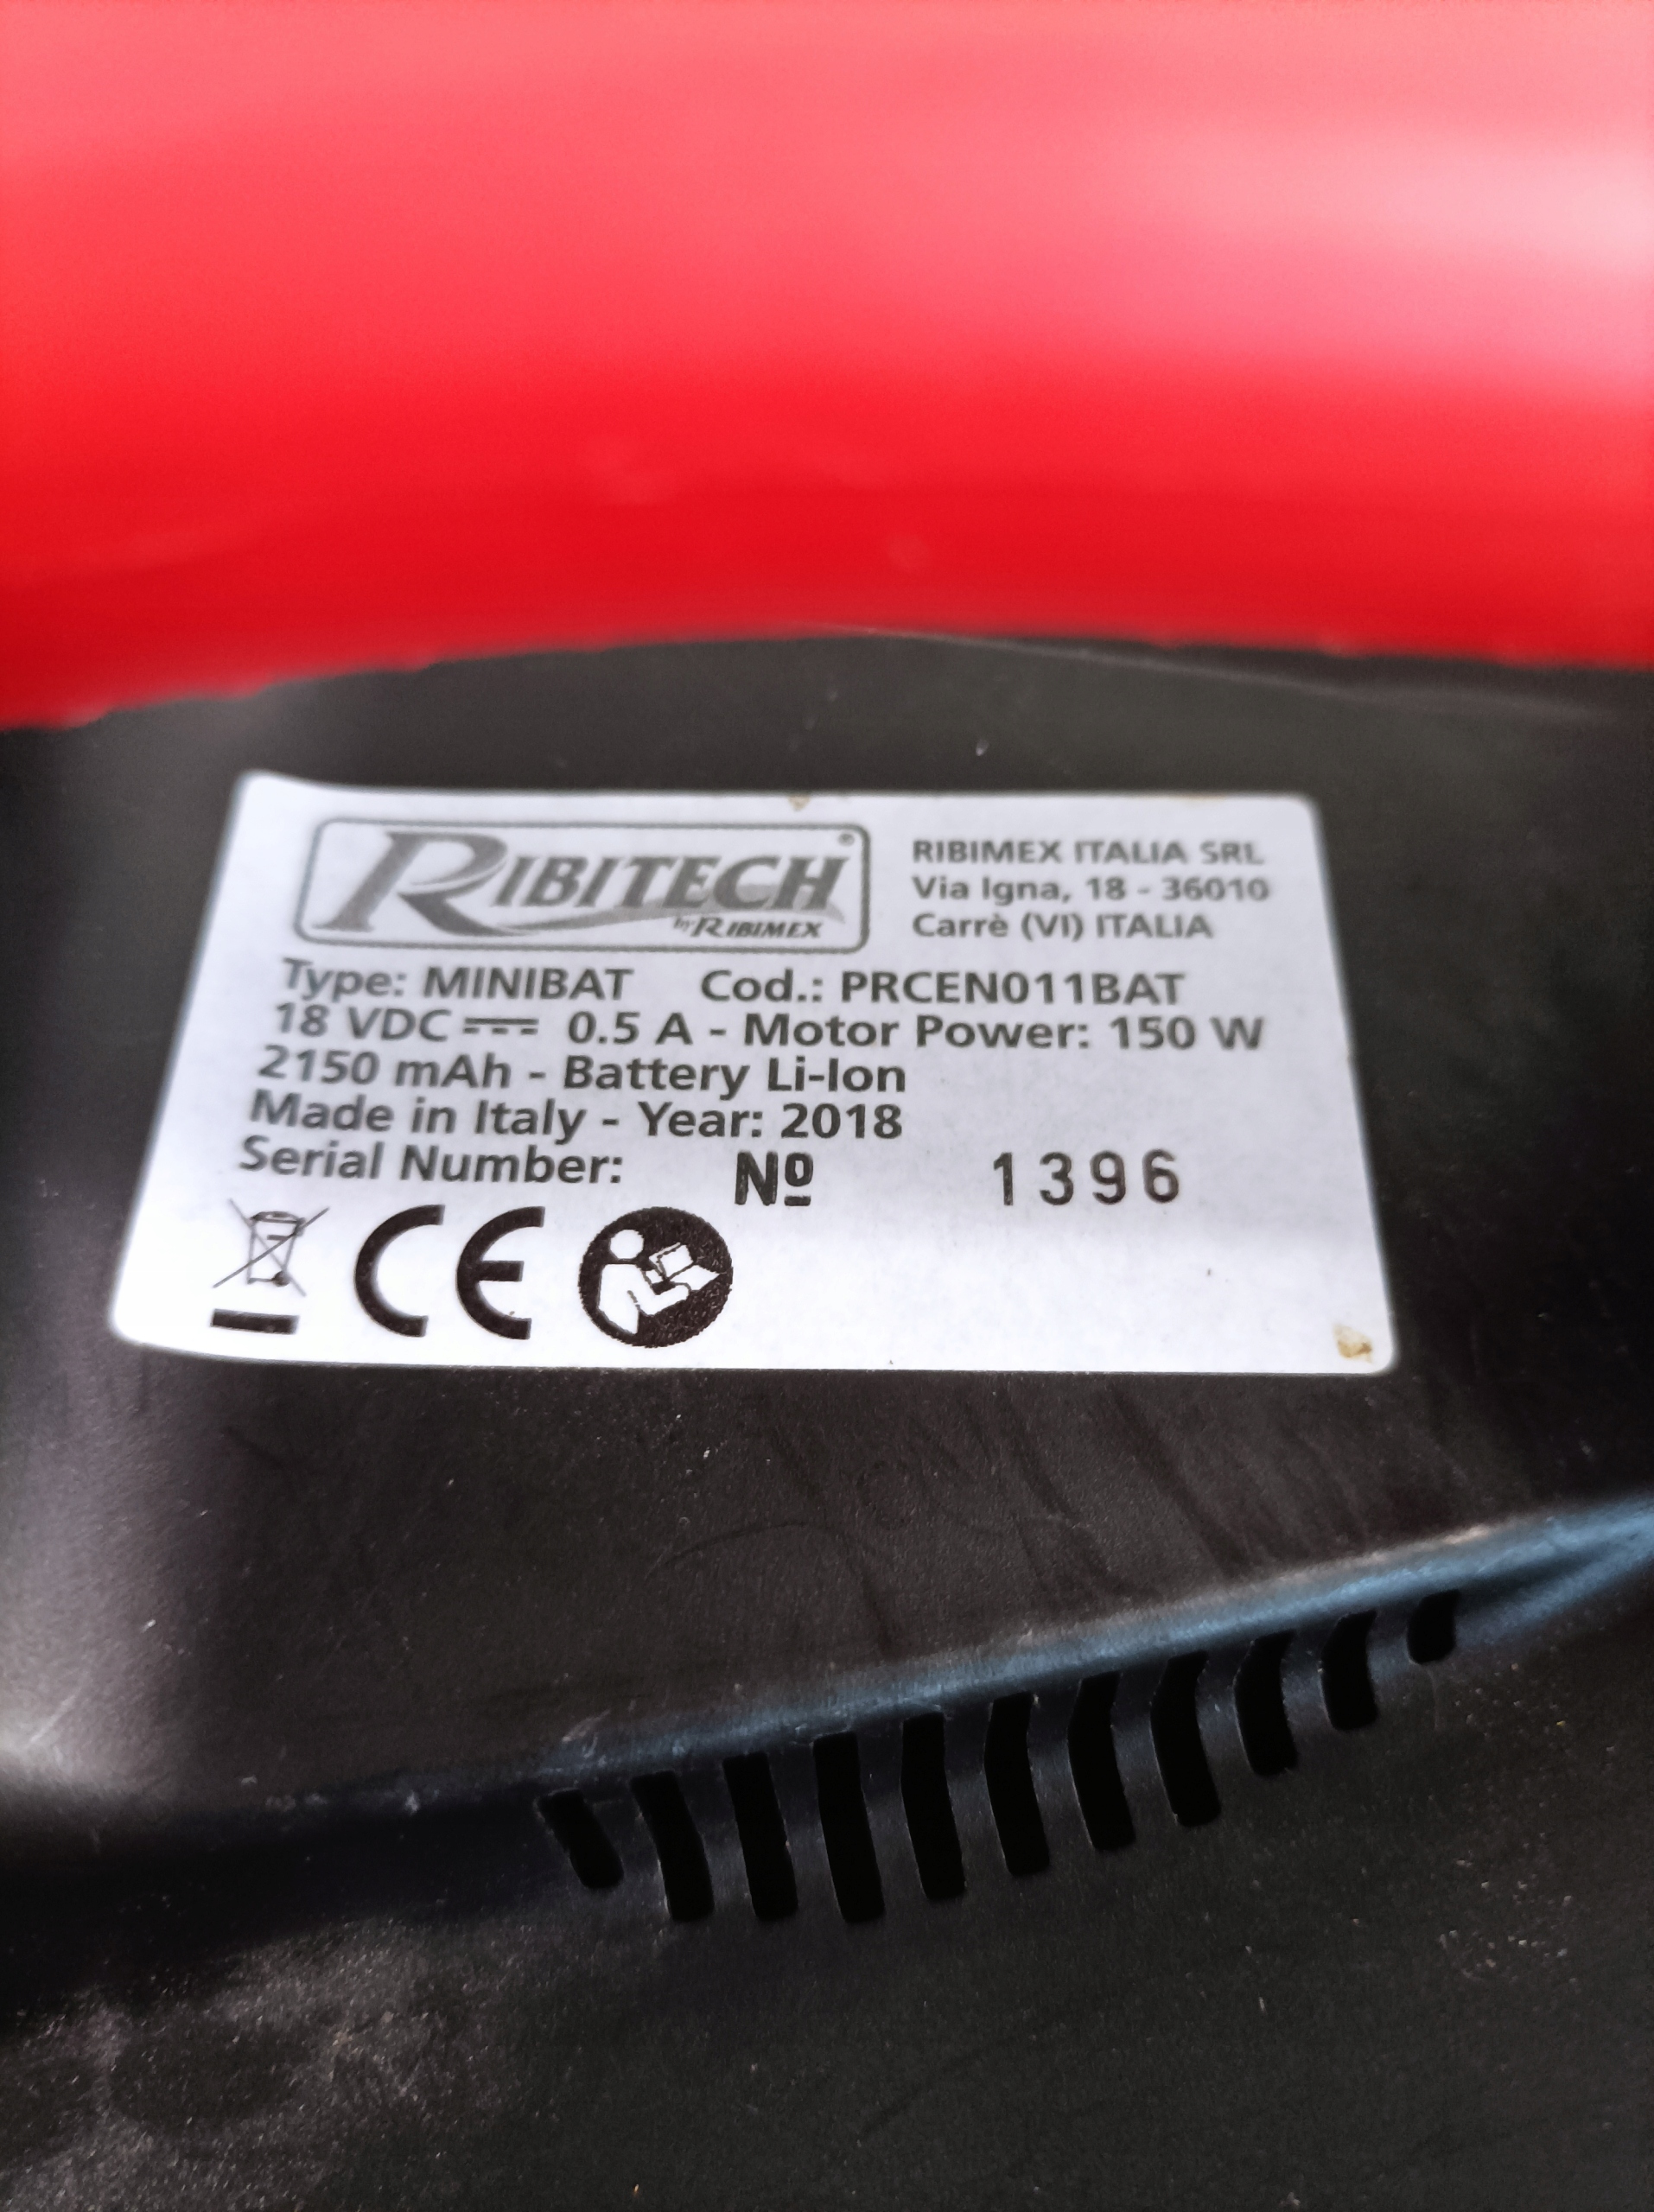 RIBITECH®
by RIBIMEX
RIBIMEX ITALIA SRL
Via Igna, 18 - 36010
Carrè (VI) ITALIA
Type: MINIBAT Cod.: PRCEN011BAT
18 VDC 0.5 A - Motor Power: 150 W
2150 mAh - Battery Li-Ion
Made in Italy - Year: 2018
Serial Number: Nº 1396
CE